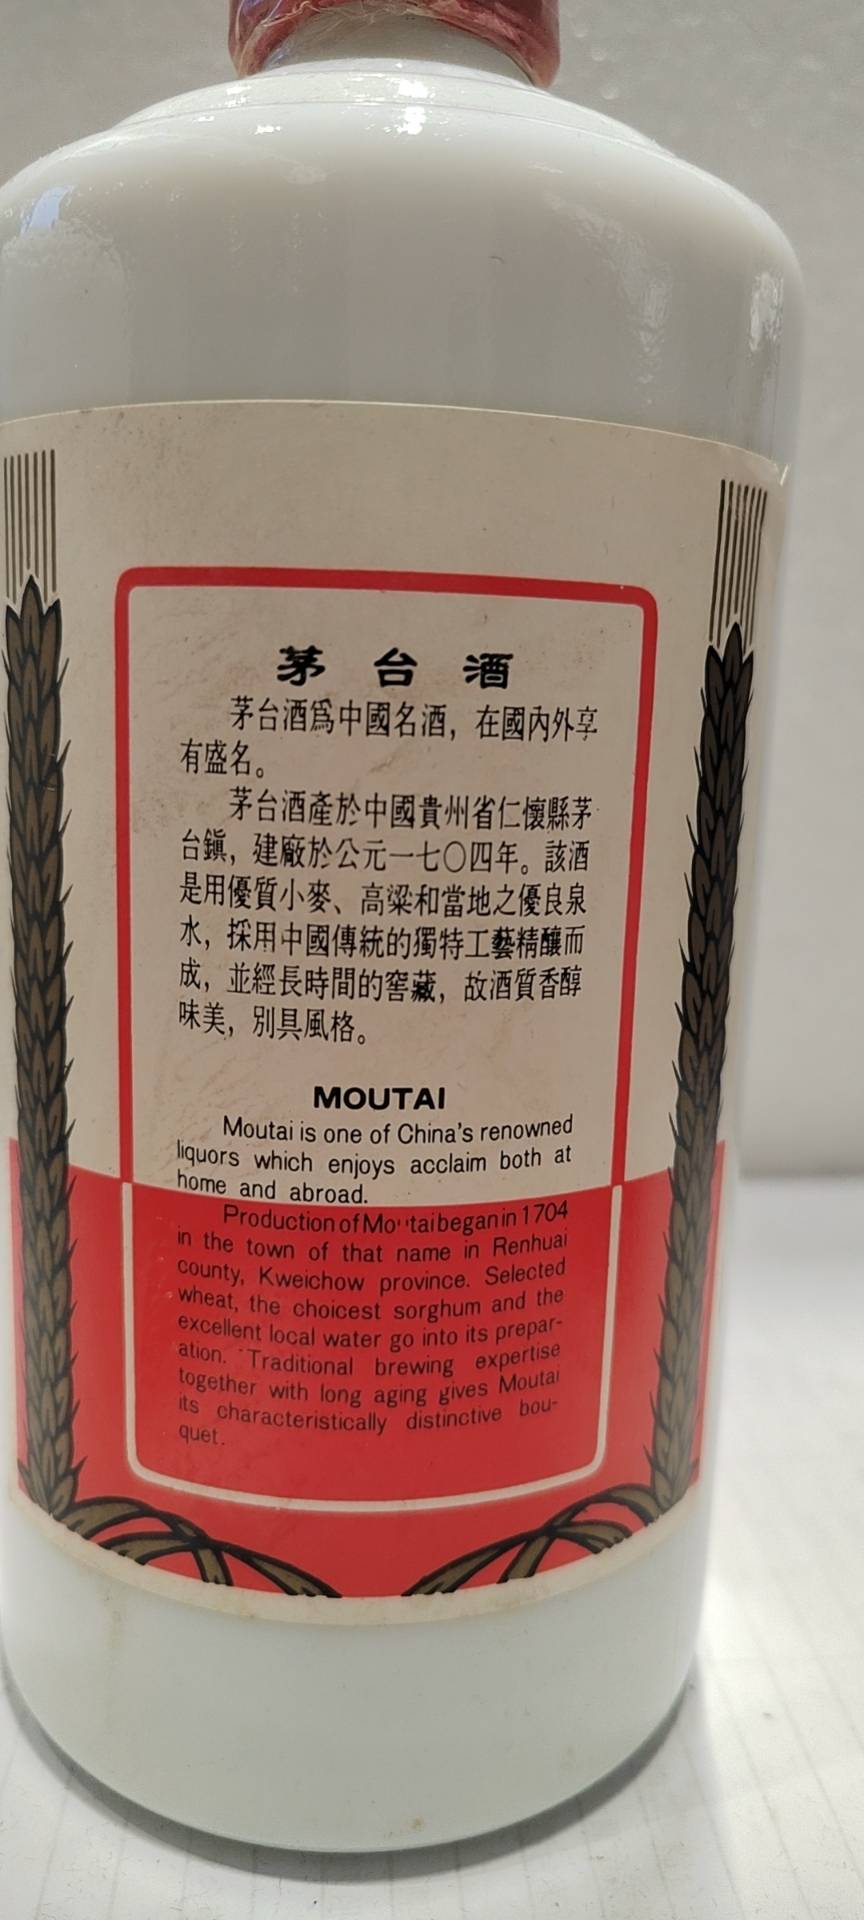 茅台酒
茅台酒爲中國名酒，在國內外享
有盛名。
茅台酒產於中國貴州省仁懷縣茅
台鎭，建廠於公元一七〇四年。該酒
是用優質小麥、高粱和當地之優良泉
水，採用中國傳統的獨特工藝精釀而
成，並經長時間的窖藏，故酒質香醇
味美，別具風格。
MOUTAI
Moutai is one of China's renowned
liquors which enjoys acclaim both at
home and abroad.
Production of Moutai began in 1704
in the town of that name in Renhuai
county, Kweichow province. Selected
wheat, the choicest sorghum and the
excellent local water go into its prepar-
ation. Traditional brewing expertise
together with long aging gives Moutai
its characteristically distinctive bou-
quet.